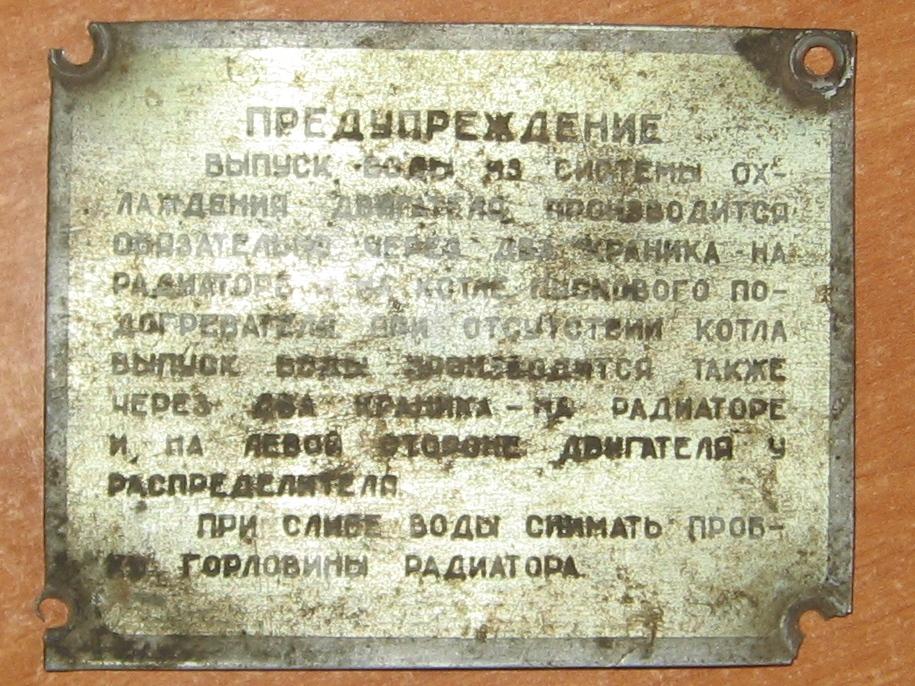 ПРЕДУПРЕЖДЕНИЕ
ВЫПУСК ВОДЫ ИЗ СИСТЕМЫ ОХ-
ЛАЖДЕНИЯ ДВИГАТЕЛЯ ПРОИЗВОДИТСЯ
ОБЯЗАТЕЛЬНО ЧЕРЕЗ ДВА КРАНИКА - НА
РАДИАТОРЕ И НА КОТЛЕ ПУСКОВОГО ПО-
ДОГРЕВАТЕЛЯ ПРИ ОТСУТСТВИИ КОТЛА
ВЫПУСК ВОДЫ ПРОИЗВОДИТСЯ ТАКЖЕ
ЧЕРЕЗ ДВА КРАНИКА - НА РАДИАТОРЕ
И НА ЛЕВОЙ СТОРОНЕ ДВИГАТЕЛЯ У
РАСПРЕДЕЛИТЕЛЯ
ПРИ СЛИВЕ ВОДЫ СНИМАТЬ ПРОБ-
КУ ГОРЛОВИНЫ РАДИАТОРА.